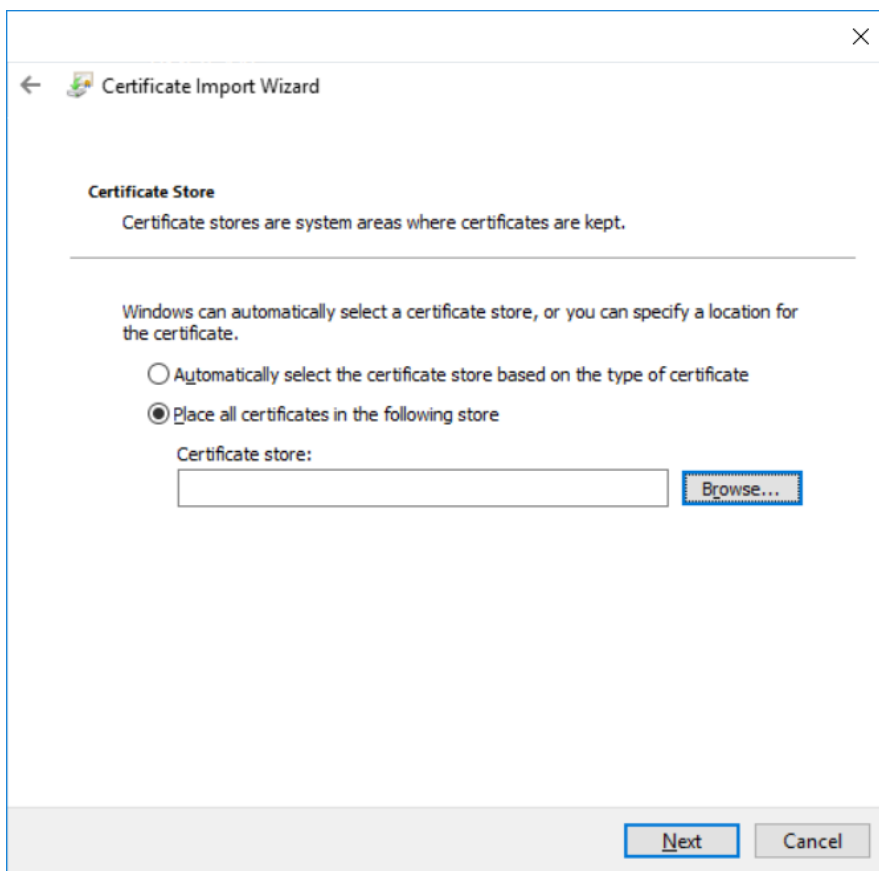 Certificate Import Wizard
Certificate Store
Certificate stores are system areas where certificates are kept.
Windows can automatically select a certificate store, or you can specify a location for
the certificate.
Automatically select the certificate store based on the type of certificate
Place all certificates in the following store
Certificate store:
Browse...
Next
Cancel